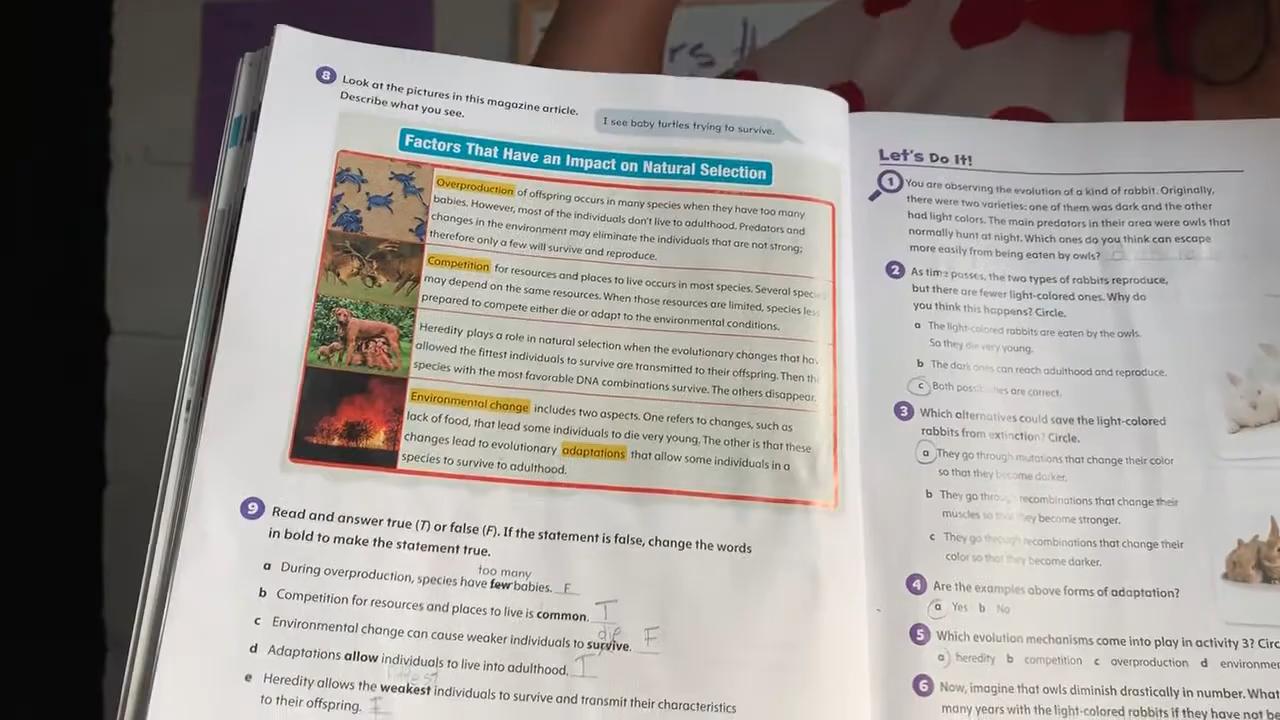 8 Look at the pictures in this magazine article.
Describe what you see.
I see baby turtles trying to survive.
Factors That Have an Impact on Natural Selection
Overproduction of offspring occurs in many species when they have too many
babies. However, most of the individuals don't live to adulthood. Predators and
changes in the environment may eliminate the individuals that are not strong;
therefore only a few will survive and reproduce.
Competition for resources and places to live occurs in most species. Several
may depend on the same resources. When those resources are limited, species
prepared to compete either die or adapt to the environmental conditions.
Heredity plays a role in natural selection when the evolutionary changes that
allowed the fittest individuals to survive are transmitted to their offspring. Then
species with the most favorable DNA combinations survive. The others disappear.
Environmental change includes two aspects. One refers to changes, such as
lack of food, that lead some individuals to die very young. The other is that these
changes lead to evolutionary adaptations that allow some individuals in a
species to survive to adulthood.
9 Read and answer true (T) or false (F). If the statement is false, change the words
in bold to make the statement true.
too many
a During overproduction, species have few babies. F
b Competition for resources and places to live is common. T
die
c Environmental change can cause weaker individuals to survive. F
d Adaptations allow individuals to live into adulthood. T
e Heredity allows the weakest individuals to survive and transmit their characteristics
to their offspring. F
rs
Let's Do It!
1 You are observing the evolution of a kind of rabbit. Originally,
there were two varieties: one of them was dark and the other
had light colors. The main predators in their area were owls that
normally hunt at night. Which ones do you think can escape
more easily from being eaten by owls?
2 As time passes, the two types of rabbits reproduce,
but there are fewer light-colored ones. Why do
you think this happens? Circle.
a The light-colored rabbits are eaten by the owls.
So they die very young.
b The dark ones can reach adulthood and reproduce.
c Both are correct.
3 Which alternatives could save the light-colored
rabbits from extinction? Circle.
a They go through mutations that change their color
so that they become darker.
b They go through recombinations that change their
muscles so that they become stronger.
c They go through recombinations that change their
color so that they become darker.
4 Are the examples above forms of adaptation?
a Yes b No
5 Which evolution mechanisms come into play in activity 3?
a heredity b competition c overproduction d
6 Now, imagine that owls diminish drastically in number. What
many years with the light-colored rabbits if they have not